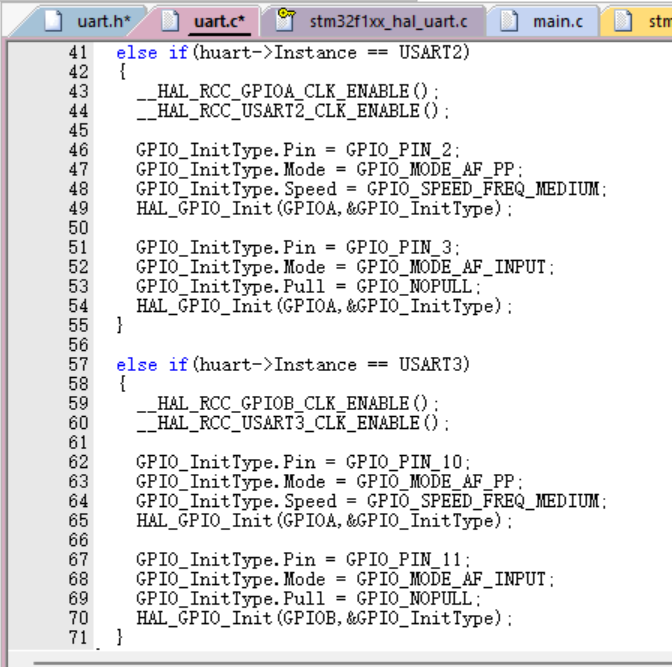 uart.h* uart.c* stm32f1xx_hal_uart.c main.c stm
41 else if(huart->Instance == USART2)
42 {
43 __HAL_RCC_GPIOA_CLK_ENABLE();
44 __HAL_RCC_USART2_CLK_ENABLE();
45
46 GPIO_InitType.Pin = GPIO_PIN_2;
47 GPIO_InitType.Mode = GPIO_MODE_AF_PP;
48 GPIO_InitType.Speed = GPIO_SPEED_FREQ_MEDIUM;
49 HAL_GPIO_Init(GPIOA,&GPIO_InitType);
50
51 GPIO_InitType.Pin = GPIO_PIN_3;
52 GPIO_InitType.Mode = GPIO_MODE_AF_INPUT;
53 GPIO_InitType.Pull = GPIO_NOPULL;
54 HAL_GPIO_Init(GPIOA,&GPIO_InitType);
55 }
56
57 else if(huart->Instance == USART3)
58 {
59 __HAL_RCC_GPIOB_CLK_ENABLE();
60 __HAL_RCC_USART3_CLK_ENABLE();
61
62 GPIO_InitType.Pin = GPIO_PIN_10;
63 GPIO_InitType.Mode = GPIO_MODE_AF_PP;
64 GPIO_InitType.Speed = GPIO_SPEED_FREQ_MEDIUM;
65 HAL_GPIO_Init(GPIOA,&GPIO_InitType);
66
67 GPIO_InitType.Pin = GPIO_PIN_11;
68 GPIO_InitType.Mode = GPIO_MODE_AF_INPUT;
69 GPIO_InitType.Pull = GPIO_NOPULL;
70 HAL_GPIO_Init(GPIOB,&GPIO_InitType);
71 }